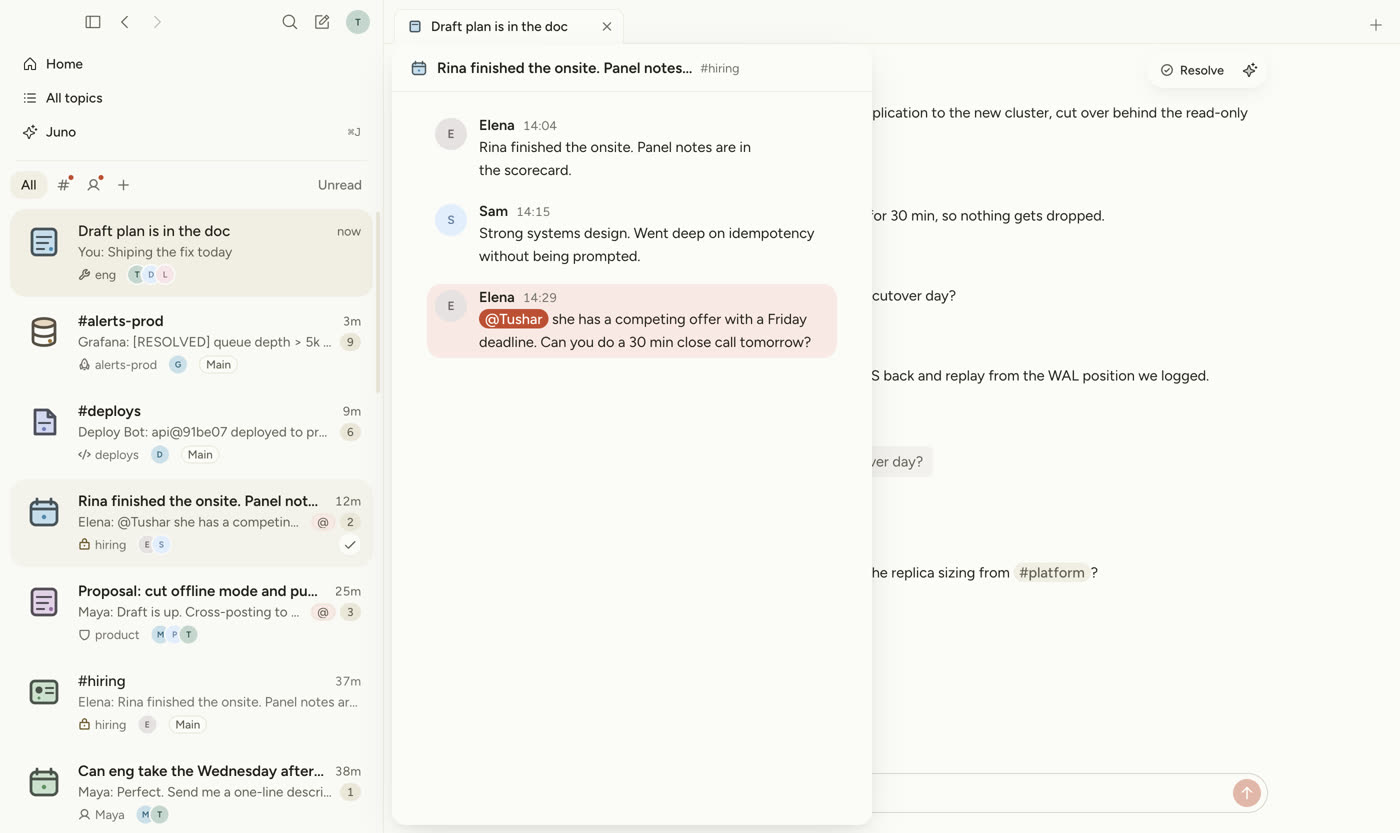 T
Home
All topics
Juno
⌘J
All
#
Unread
Draft plan is in the doc
now
You: Shiping the fix today
eng
T D L
#alerts-prod
3m
Grafana: [RESOLVED] queue depth > 5k ...
9
alerts-prod
G
Main
#deploys
9m
Deploy Bot: api@91be07 deployed to pr...
6
deploys
D
Main
Rina finished the onsite. Panel not...
12m
Elena: @Tushar she has a competin...
@ 2
hiring
E S
Proposal: cut offline mode and pu...
25m
Maya: Draft is up. Cross-posting to ...
@ 3
product
M P T
#hiring
37m
Elena: Rina finished the onsite. Panel notes ar...
hiring
E
Main
Can eng take the Wednesday after...
38m
Maya: Perfect. Send me a one-line descri...
1
Maya
M T
Draft plan is in the doc
Rina finished the onsite. Panel notes...
#hiring
E
Elena 14:04
Rina finished the onsite. Panel notes are in
the scorecard.
S
Sam 14:15
Strong systems design. Went deep on idempotency
without being prompted.
E
Elena 14:29
@Tushar she has a competing offer with a Friday
deadline. Can you do a 30 min close call tomorrow?
Resolve
plication to the new cluster, cut over behind the read-only
for 30 min, so nothing gets dropped.
cutover day?
S back and replay from the WAL position we logged.
ver day?
he replica sizing from #platform ?